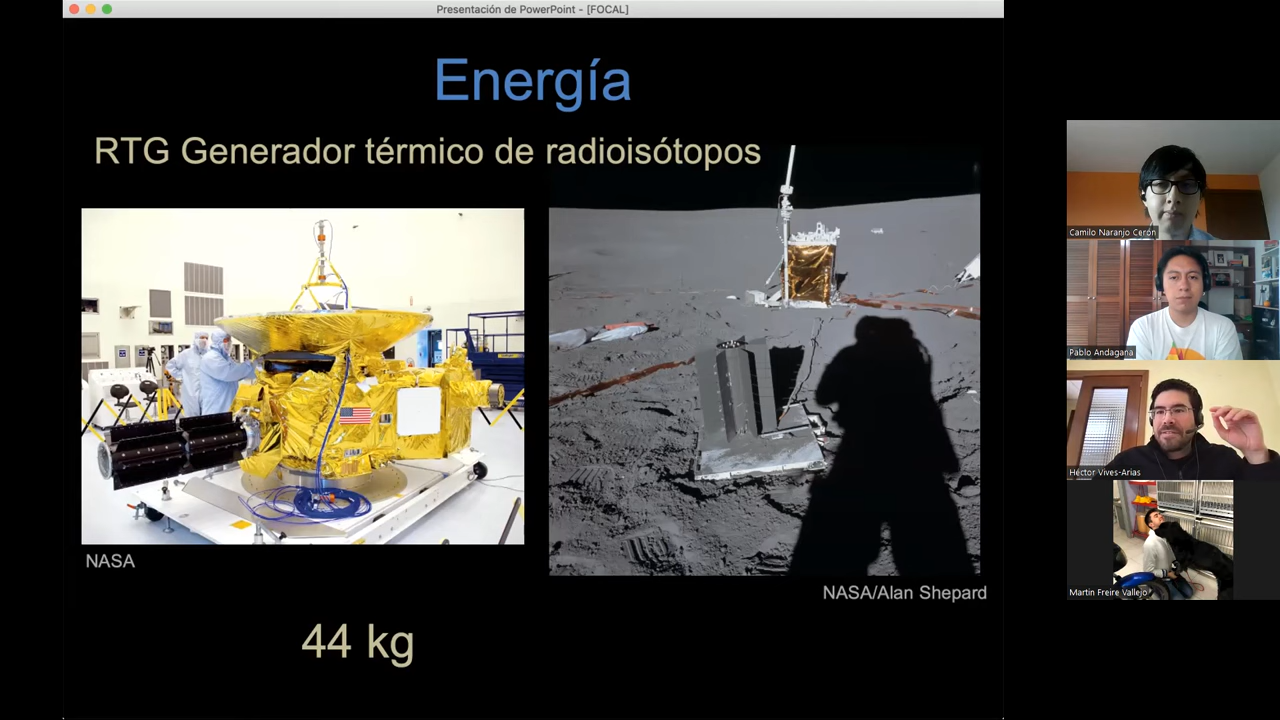 Presentación de PowerPoint - [FOCAL]
Energía
RTG Generador térmico de radioisótopos
NASA
NASA/Alan Shepard
44 kg
Camilo Naranjo Cerón
Pablo Andagana
Héctor Vives-Arias
Martin Freire Vallejo